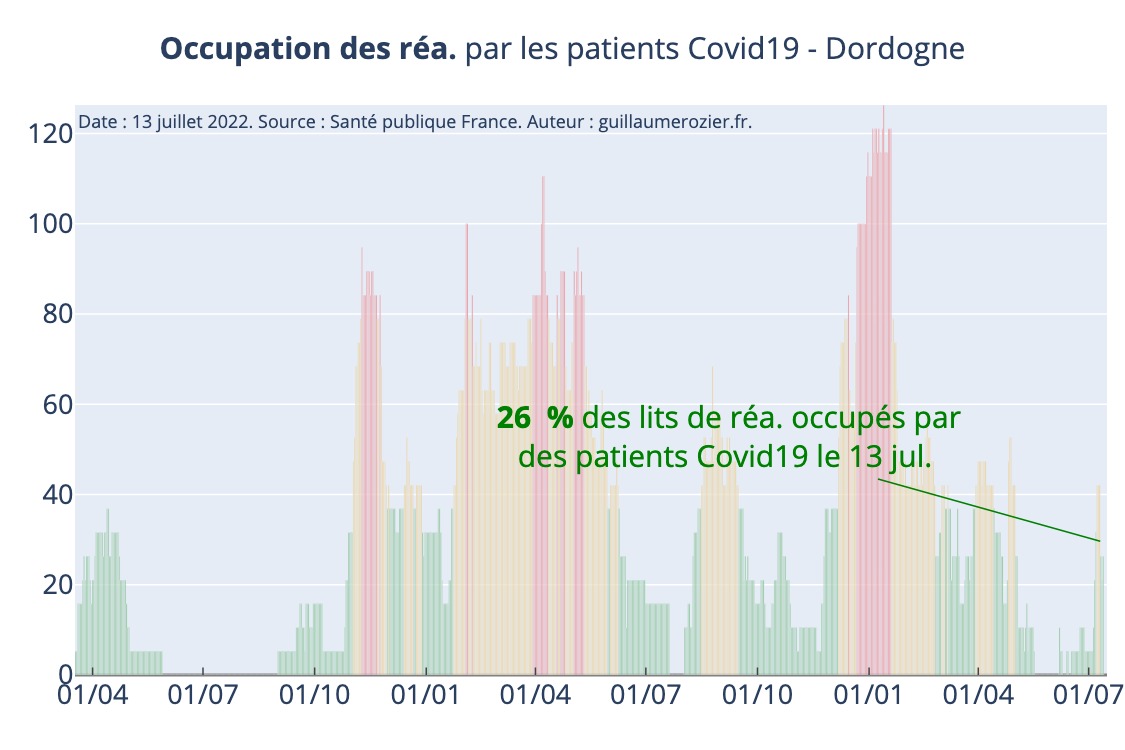 Occupation des réa. par les patients Covid19 - Dordogne
Date : 13 juillet 2022. Source : Santé publique France. Auteur : guillaumerozier.fr.
120
100
80
60
40
20
0
26 % des lits de réa. occupés par
des patients Covid19 le 13 jul.
01/04 01/07 01/10 01/01 01/04 01/07 01/10 01/01 01/04 01/07